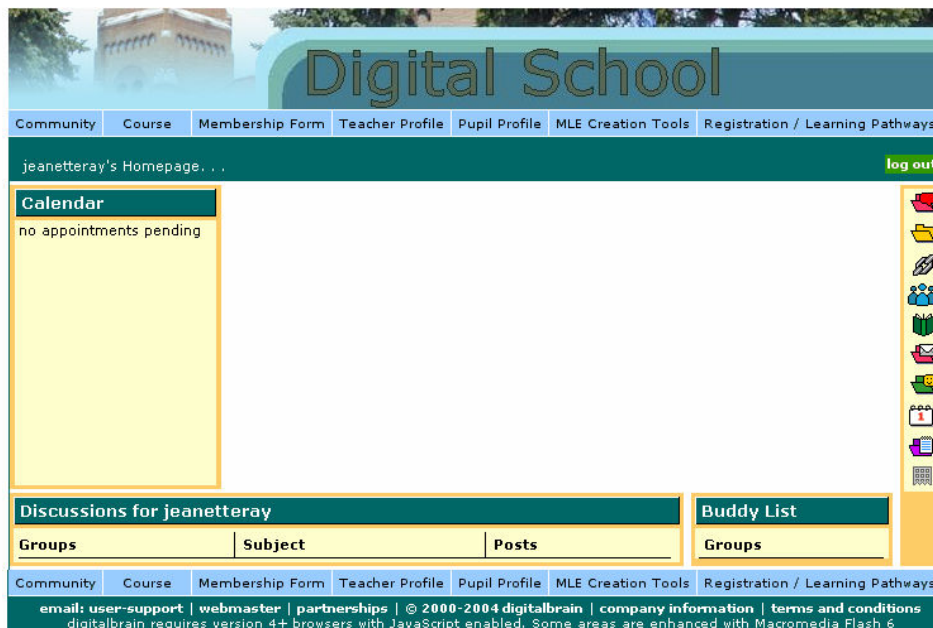 Digital School
Community Course Membership Form Teacher Profile Pupil Profile MLE Creation Tools Registration / Learning Pathways
jeanetteray's Homepage. . .
log out
Calendar
no appointments pending
1
Discussions for jeanetteray
Buddy List
Groups Subject Posts
Groups
Community Course Membership Form Teacher Profile Pupil Profile MLE Creation Tools Registration / Learning Pathways
email: user-support | webmaster | partnerships | © 2000-2004 digitalbrain | company information | terms and conditions
digitalbrain requires version 4+ browsers with JavaScript enabled. Some areas are enhanced with Macromedia Flash 6